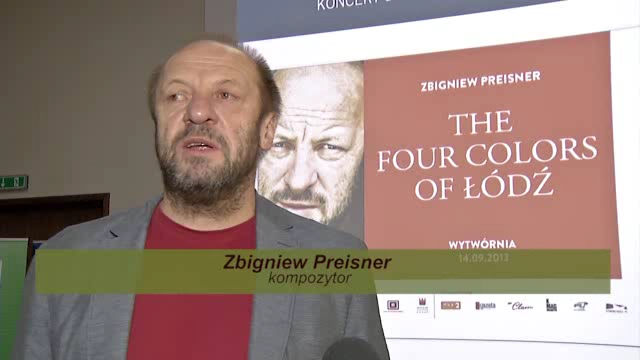 KONCERT
ZBIGNIEW PREISNER
THE
FOUR COLORS
OF ŁÓDŹ
WYTWÓRNIA
14.09.2013
Zbigniew Preisner
kompozytor